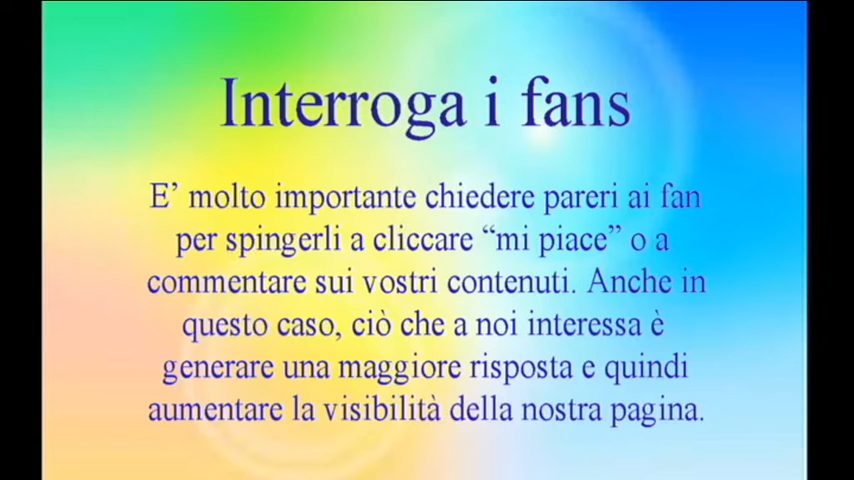 Interroga i fans
E’ molto importante chiedere pareri ai fan
per spingerli a cliccare “mi piace” o a
commentare sui vostri contenuti. Anche in
questo caso, ciò che a noi interessa è
generare una maggiore risposta e quindi
aumentare la visibilità della nostra pagina.